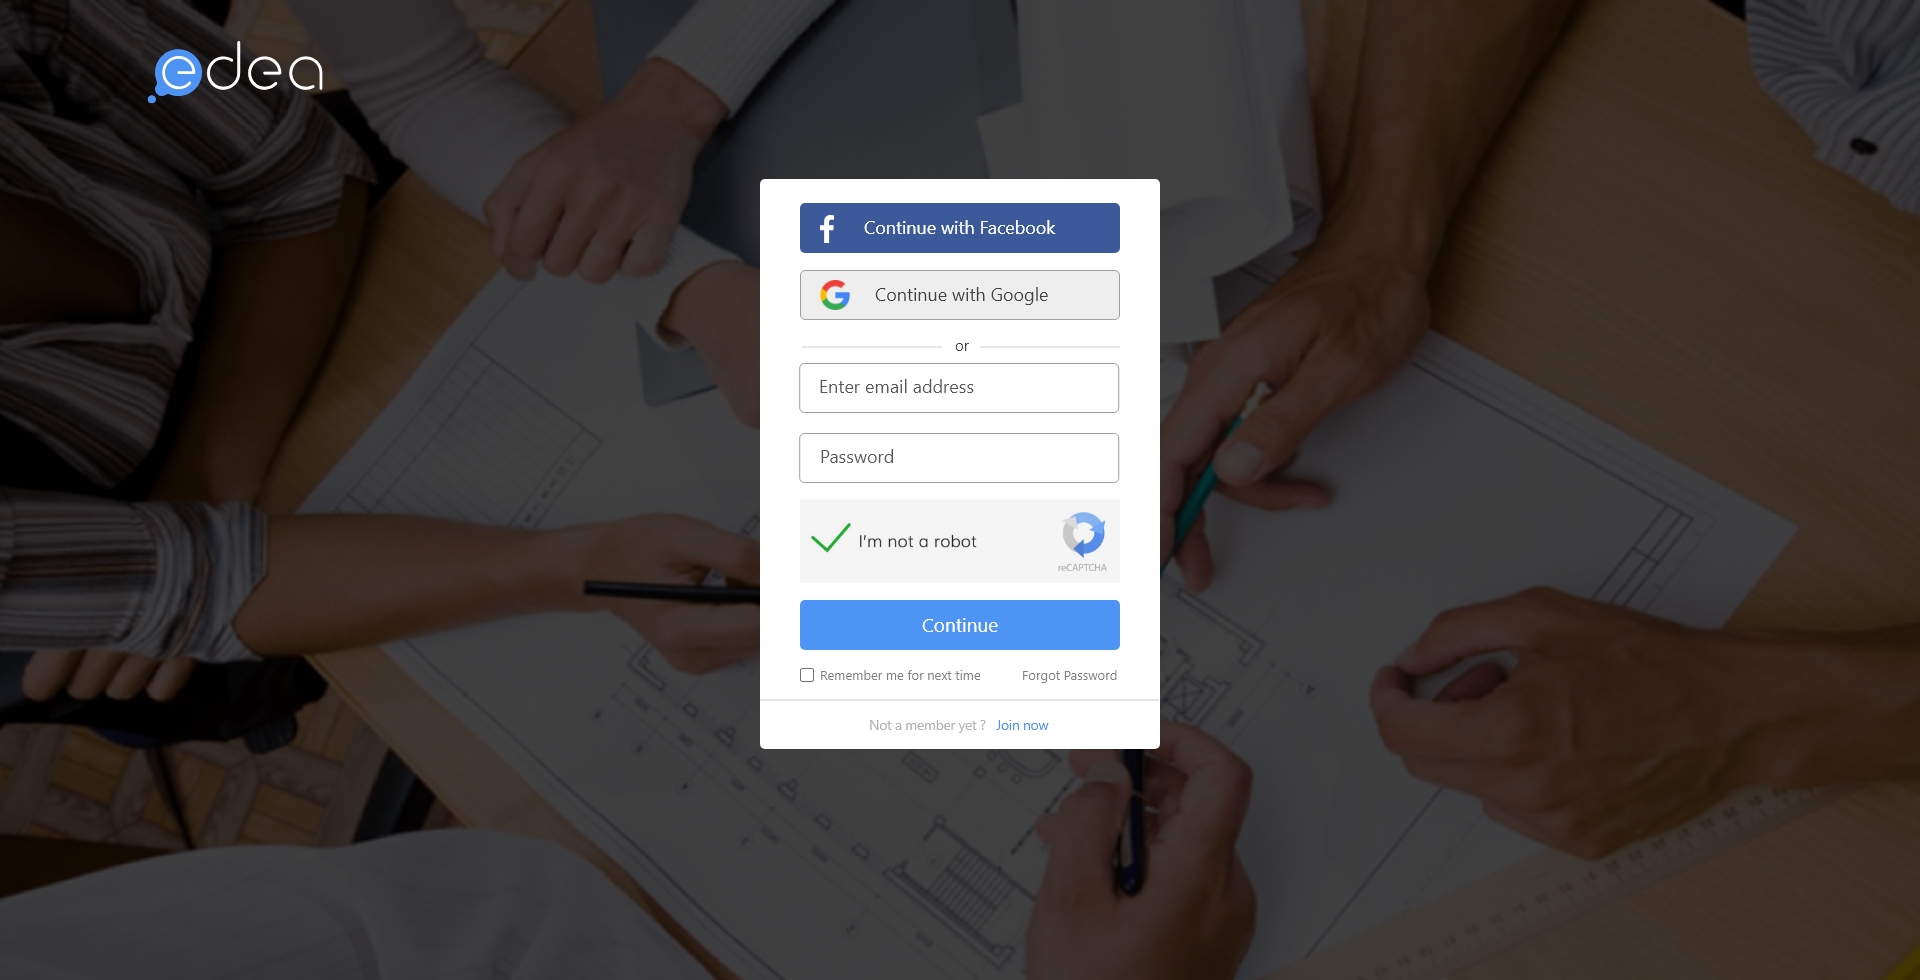 edea
Continue with Facebook
Continue with Google
or
Enter email address
Password
I'm not a robot
reCAPTCHA
Continue
Remember me for next time
Forgot Password
Not a member yet ? Join now